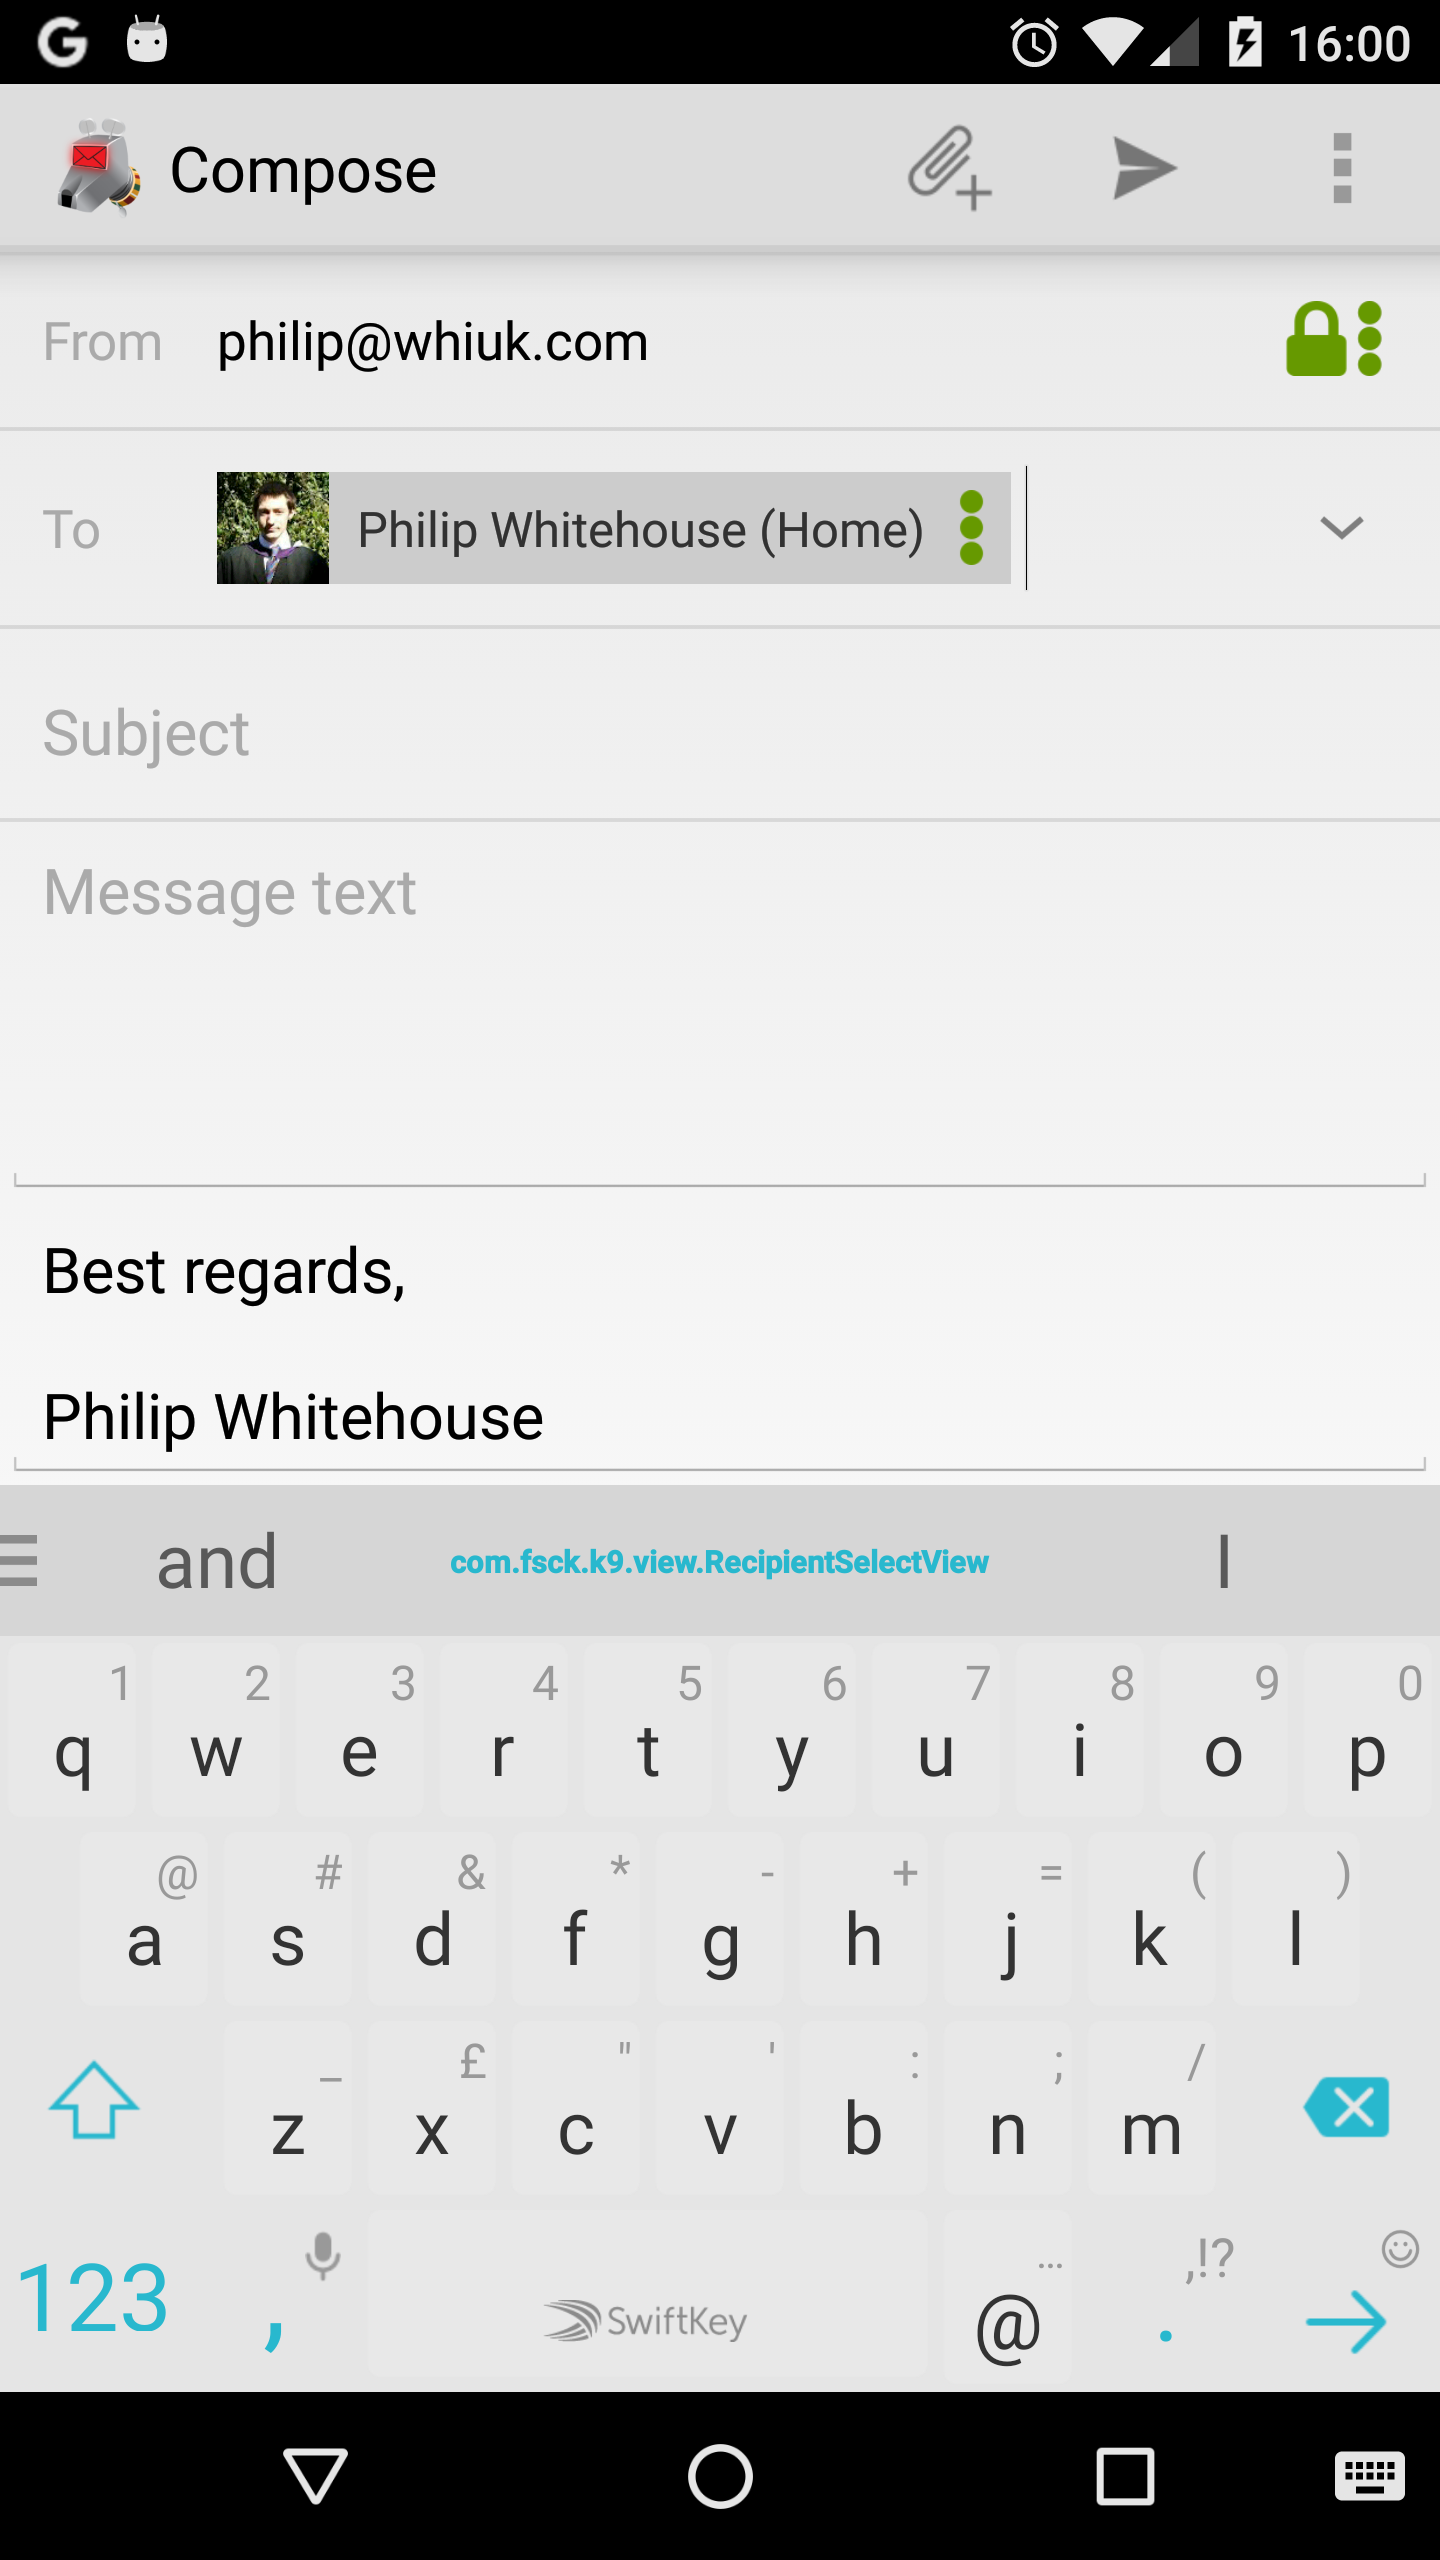 16:00
Compose
From philip@whiuk.com
To Philip Whitehouse (Home)
Subject
Message text
Best regards,
Philip Whitehouse
and com.fsck.k9.view.RecipientSelectView I
1 2 3 4 5 6 7 8 9 0
q w e r t y u i o p
@ # & * - + = ( )
a s d f g h j k l
_ £ " ' : ; /
z x c v b n m
... ,!?
123 , SwiftKey @ .